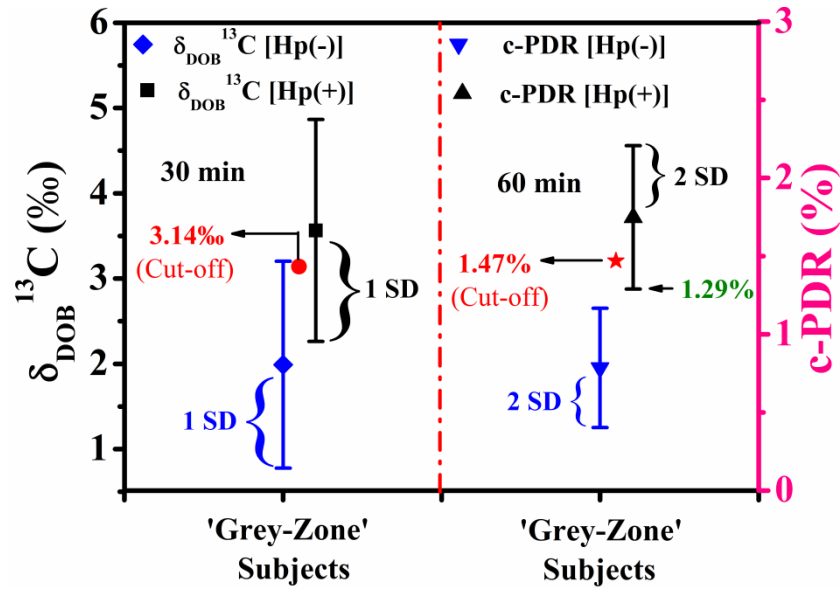 6
5
4
3
2
1
δDOB 13C (‰)
δDOB13C [Hp(-)]
δDOB13C [Hp(+)]
30 min
3.14‰
(Cut-off)
1 SD
1 SD
'Grey-Zone'
Subjects
c-PDR [Hp(-)]
c-PDR [Hp(+)]
60 min
2 SD
1.47%
(Cut-off)
1.29%
2 SD
'Grey-Zone'
Subjects
3
2
1
0
c-PDR (%)